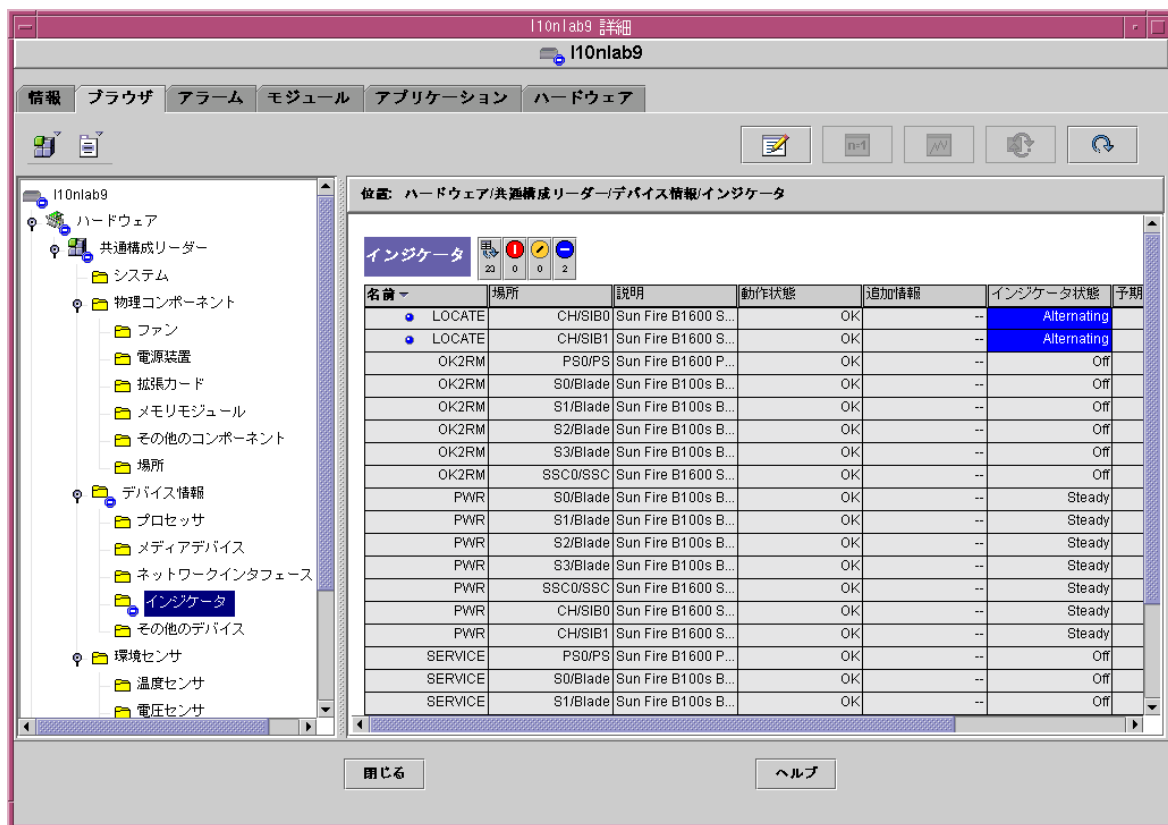 l10nlab9 詳細
l10nlab9
情報 ブラウザ アラーム モジュール アプリケーション ハードウェア
n=1
l10nlab9
ハードウェア
共通構成リーダー
システム
物理コンポーネント
ファン
電源装置
拡張カード
メモリモジュール
その他のコンポーネント
場所
デバイス情報
プロセッサ
メディアデバイス
ネットワークインタフェース
インジケータ
その他のデバイス
環境センサ
温度センサ
電圧センサ
位置: ハードウェア/共通構成リーダー/デバイス情報/インジケータ
インジケータ 23 0 0 2
名前 場所 説明 動作状態 追加情報 インジケータ状態 予期
LOCATE CH/SIB0 Sun Fire B1600 S... OK -- Alternating
LOCATE CH/SIB1 Sun Fire B1600 S... OK -- Alternating
OK2RM PS0/PS Sun Fire B1600 P... OK -- Off
OK2RM S0/Blade Sun Fire B100s B... OK -- Off
OK2RM S1/Blade Sun Fire B100s B... OK -- Off
OK2RM S2/Blade Sun Fire B100s B... OK -- Off
OK2RM S3/Blade Sun Fire B100s B... OK -- Off
OK2RM SSC0/SSC Sun Fire B1600 S... OK -- Off
PWR S0/Blade Sun Fire B100s B... OK -- Steady
PWR S1/Blade Sun Fire B100s B... OK -- Steady
PWR S2/Blade Sun Fire B100s B... OK -- Steady
PWR S3/Blade Sun Fire B100s B... OK -- Steady
PWR SSC0/SSC Sun Fire B1600 S... OK -- Steady
PWR CH/SIB0 Sun Fire B1600 S... OK -- Steady
PWR CH/SIB1 Sun Fire B1600 S... OK -- Steady
SERVICE PS0/PS Sun Fire B1600 P... OK -- Off
SERVICE S0/Blade Sun Fire B100s B... OK -- Off
SERVICE S1/Blade Sun Fire B100s B... OK -- Off
閉じる ヘルプ